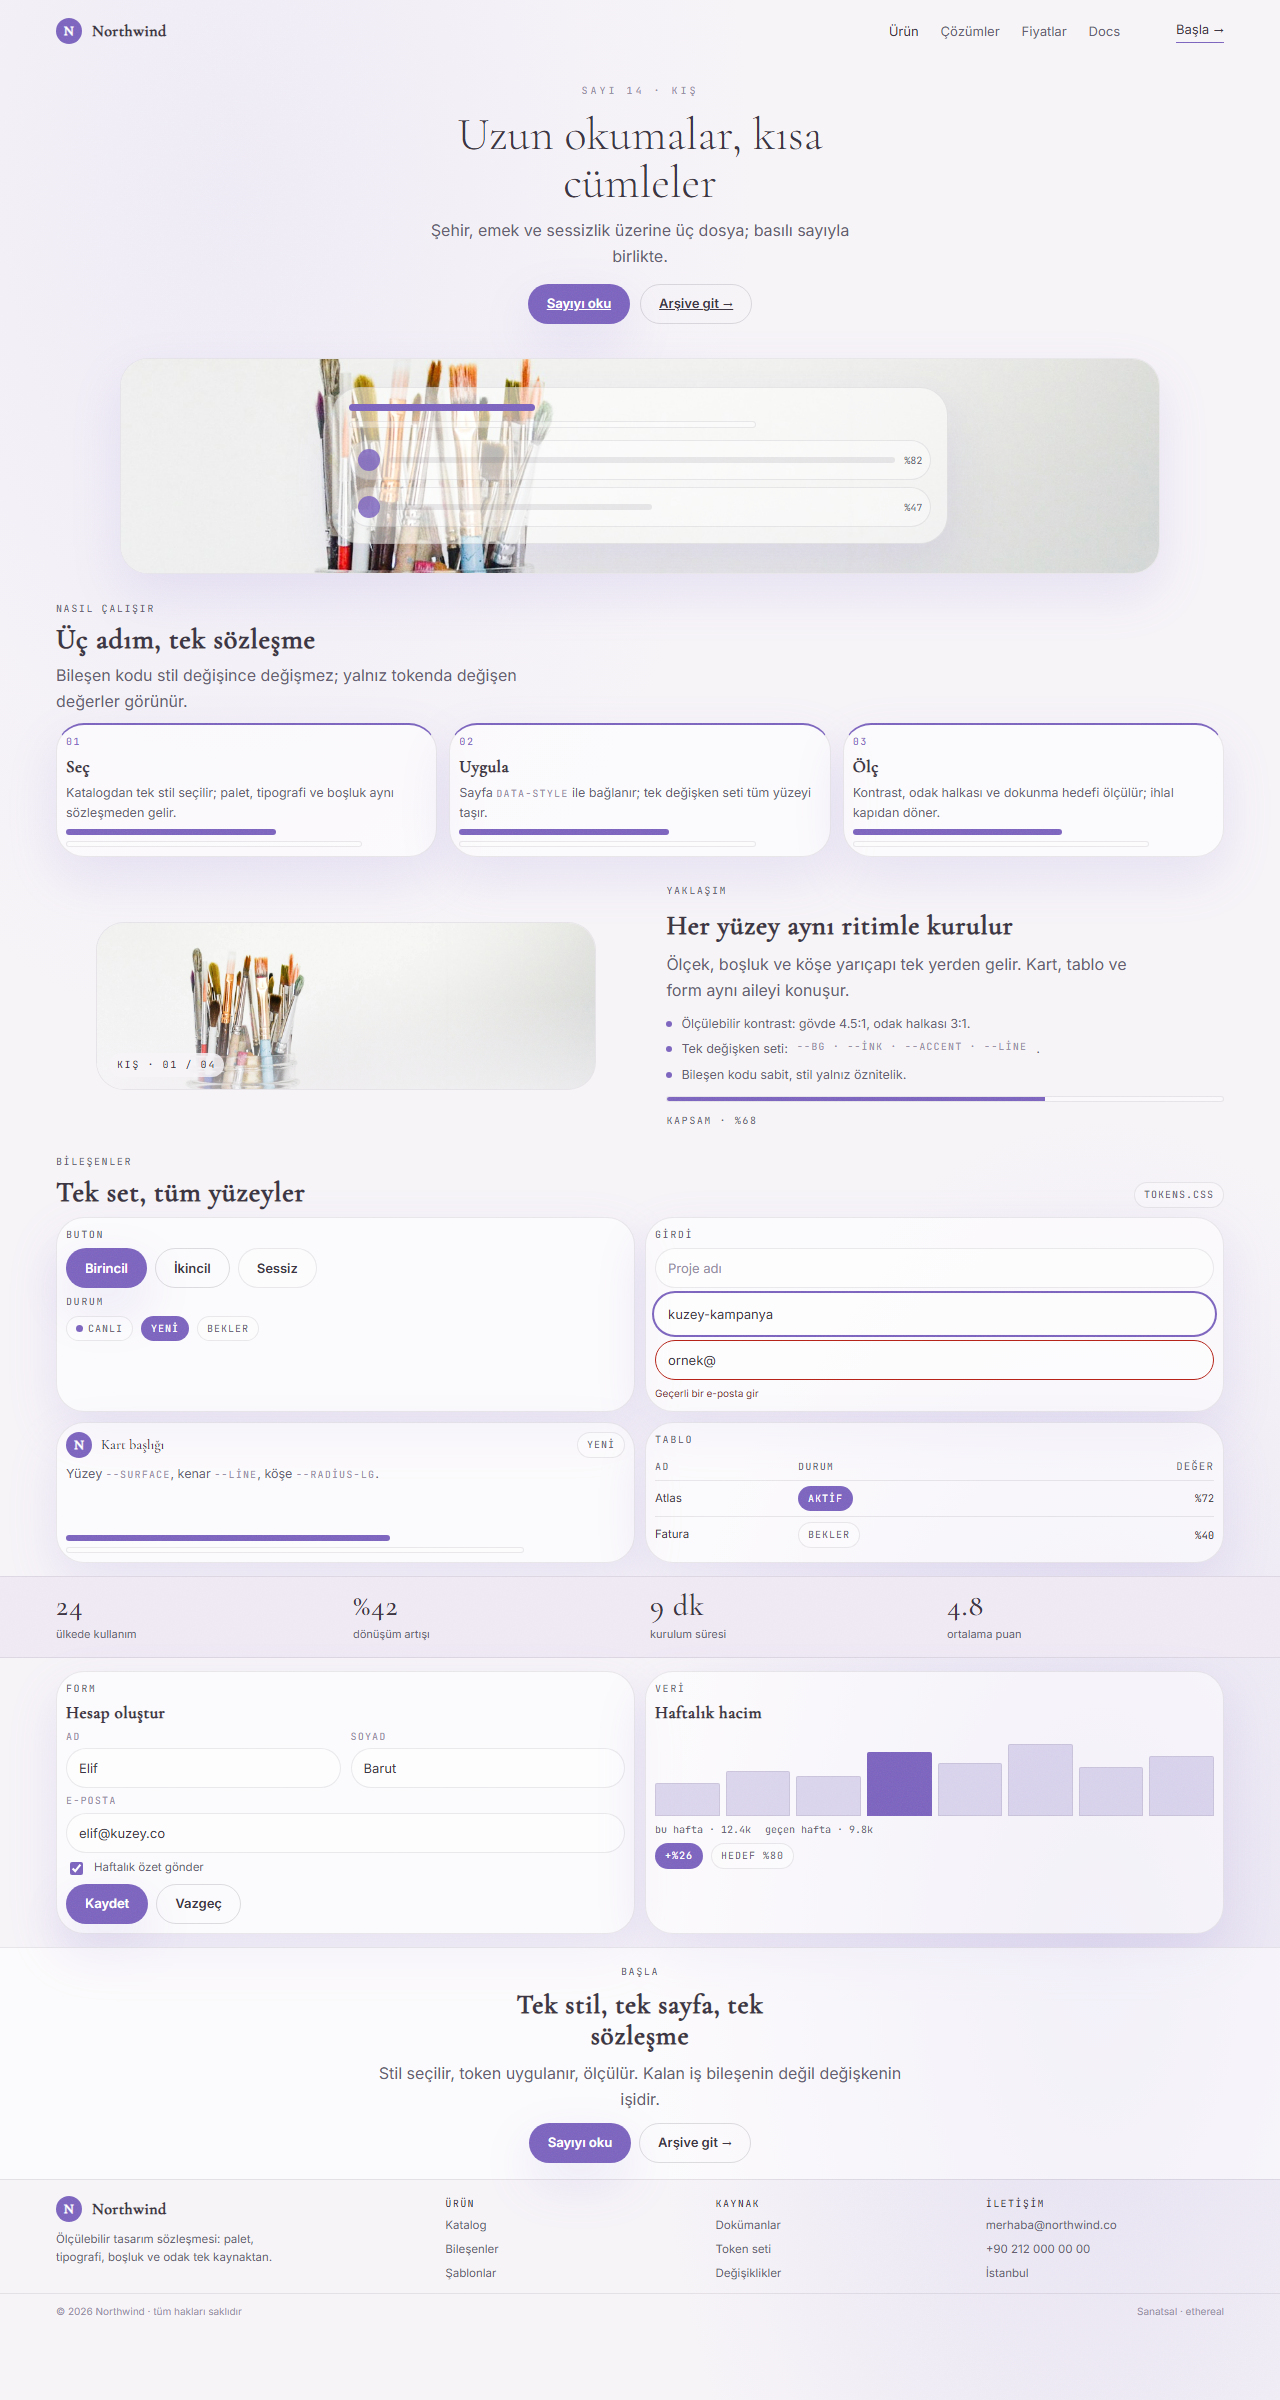 N Northwind
Ürün Çözümler Fiyatlar Docs Başla →
SAYI 14 · KIŞ
Uzun okumalar, kısa
cümleler
Şehir, emek ve sessizlik üzerine üç dosya; basılı sayıyla
birlikte.
Sayıyı oku Arşive git →
%82
%47
NASIL ÇALIŞIR
Üç adım, tek sözleşme
Bileşen kodu stil değişince değişmez; yalnız tokenda değişen
değerler görünür.
01
Seç
Katalogdan tek stil seçilir; palet, tipografi ve boşluk aynı
sözleşmeden gelir.
02
Uygula
Sayfa DATA-STYLE ile bağlanır; tek değişken seti tüm yüzeyi
taşır.
03
Ölç
Kontrast, odak halkası ve dokunma hedefi ölçülür; ihlal
kapıdan döner.
KIŞ · 01 / 04
YAKLAŞIM
Her yüzey aynı ritimle kurulur
Ölçek, boşluk ve köşe yarıçapı tek yerden gelir. Kart, tablo ve
form aynı aileyi konuşur.
Ölçülebilir kontrast: gövde 4.5:1, odak halkası 3:1.
Tek değişken seti: --BG · --İNK · --ACCENT · --LİNE .
Bileşen kodu sabit, stil yalnız öznitelik.
KAPSAM · %68
BİLEŞENLER
Tek set, tüm yüzeyler
TOKENS.CSS
BUTON
Birincil İkincil Sessiz
DURUM
CANLI YENİ BEKLER
GİRDİ
Proje adı
kuzey-kampanya
ornek@
Geçerli bir e-posta gir
N Kart başlığı YENİ
Yüzey --SURFACE, kenar --LİNE, köşe --RADİUS-LG.
TABLO
AD DURUM DEĞER
Atlas AKTİF %72
Fatura BEKLER %40
24 %42 9 dk 4.8
ülkede kullanım dönüşüm artışı kurulum süresi ortalama puan
FORM
Hesap oluştur
AD SOYAD
Elif Barut
E-POSTA
elif@kuzey.co
Haftalık özet gönder
Kaydet Vazgeç
VERİ
Haftalık hacim
bu hafta · 12.4k geçen hafta · 9.8k
+%26 HEDEF %80
BAŞLA
Tek stil, tek sayfa, tek
sözleşme
Stil seçilir, token uygulanır, ölçülür. Kalan iş bileşenin değil değişkenin
işidir.
Sayıyı oku Arşive git →
N Northwind
Ölçülebilir tasarım sözleşmesi: palet,
tipografi, boşluk ve odak tek kaynaktan.
ÜRÜN
Katalog
Bileşenler
Şablonlar
KAYNAK
Dokümanlar
Token seti
Değişiklikler
İLETİŞİM
merhaba@northwind.co
+90 212 000 00 00
İstanbul
© 2026 Northwind · tüm hakları saklıdır
Sanatsal · ethereal